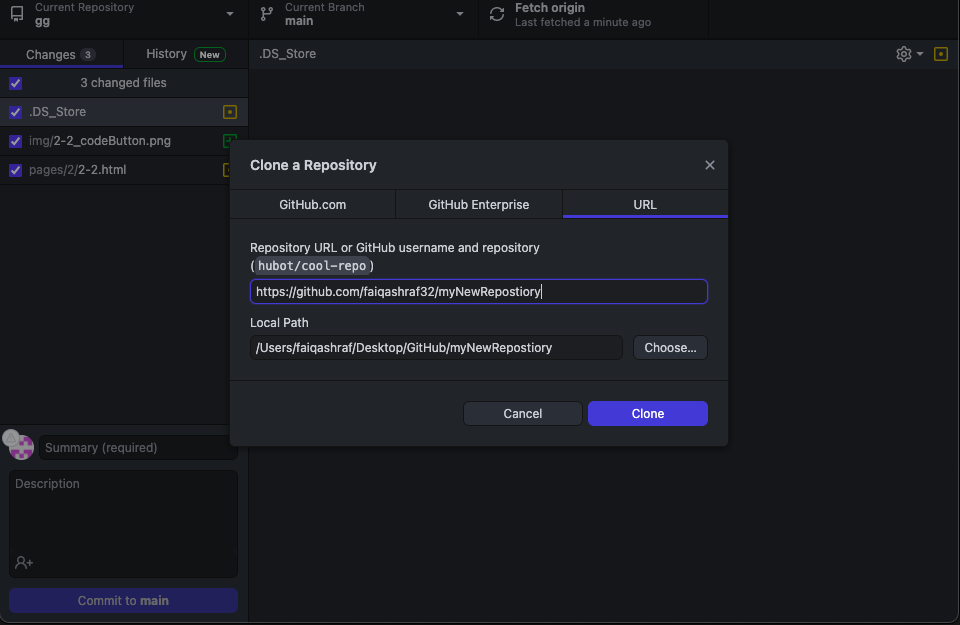 Current Repository
gg
Current Branch
main
Fetch origin
Last fetched a minute ago
Changes 3
History New
.DS_Store
3 changed files
.DS_Store
img/2-2_codeButton.png
pages/2/2-2.html
Clone a Repository
GitHub.com
GitHub Enterprise
URL
Repository URL or GitHub username and repository
(hubot/cool-repo)
https://github.com/faiqashraf32/myNewRepostiory
Local Path
/Users/faiqashraf/Desktop/GitHub/myNewRepostiory
Choose...
Cancel
Clone
Summary (required)
Description
Commit to main